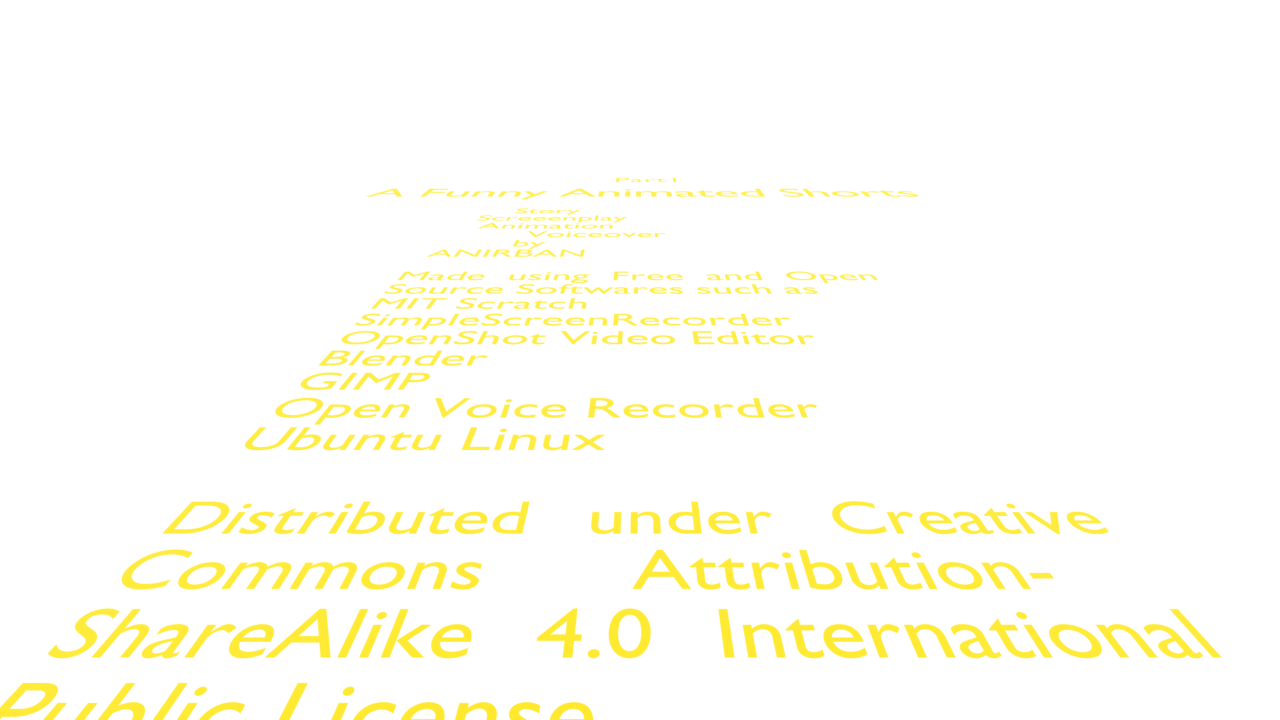 Part I
A Funny Animated Shorts
Story
Screeenplay
Animation
Voiceover
by
ANIRBAN
Made using Free and Open
Source Softwares such as
MIT Scratch
SimpleScreenRecorder
OpenShot Video Editor
Blender
GIMP
Open Voice Recorder
Ubuntu Linux
Distributed under Creative
Commons Attribution-
ShareAlike 4.0 International
Public License